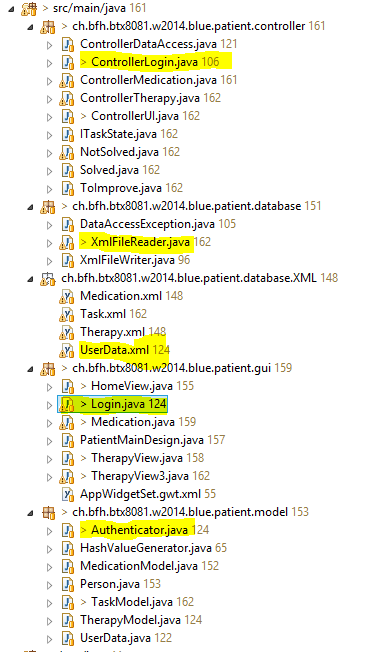 > src/main/java 161
> ch.bfh.btx8081.w2014.blue.patient.controller 161
ControllerDataAccess.java 121
> ControllerLogin.java 106
ControllerMedication.java 161
ControllerTherapy.java 162
> ControllerUI.java 162
ITaskState.java 162
NotSolved.java 162
Solved.java 162
ToImprove.java 162
> ch.bfh.btx8081.w2014.blue.patient.database 151
DataAccessException.java 105
> XmlFileReader.java 162
XmlFileWriter.java 96
ch.bfh.btx8081.w2014.blue.patient.database.XML 148
Medication.xml 148
Task.xml 162
Therapy.xml 148
UserData.xml 124
> ch.bfh.btx8081.w2014.blue.patient.gui 159
> HomeView.java 155
> Login.java 124
> Medication.java 159
PatientMainDesign.java 157
> TherapyView.java 158
> TherapyView3.java 162
AppWidgetSet.gwt.xml 55
> ch.bfh.btx8081.w2014.blue.patient.model 153
> Authenticator.java 124
HashValueGenerator.java 65
MedicationModel.java 152
Person.java 153
> TaskModel.java 162
TherapyModel.java 124
UserData.java 122